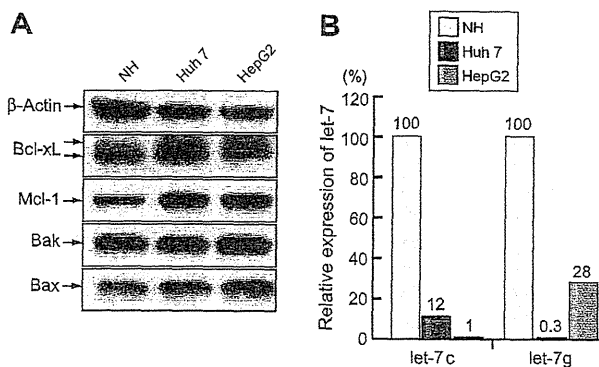 A
NH Huh 7 HepG2
β-Actin
Bcl-xL
Mcl-1
Bak
Bax
B
NH
Huh 7
HepG2
(%)
Relative expression of let-7
120
100
80
60
40
20
0
100 12 1
100 0.3 28
let-7c let-7g